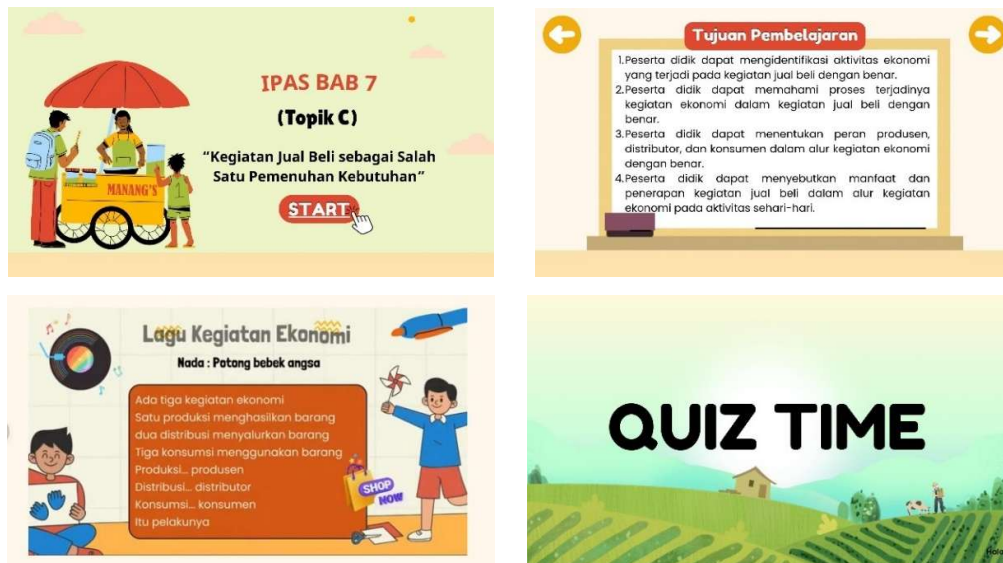 IPAS BAB 7
(Topik C)
“Kegiatan Jual Beli sebagai Salah
Satu Pemenuhan Kebutuhan”
START
MANANG'S
Tujuan Pembelajaran
1.Peserta didik dapat mengidentifikasi aktivitas ekonomi
yang terjadi pada kegiatan jual beli dengan benar.
2.Peserta didik dapat memahami proses terjadinya
kegiatan ekonomi dalam kegiatan jual beli dengan
benar.
3.Peserta didik dapat menentukan peran produsen,
distributor, dan konsumen dalam alur kegiatan ekonomi
dengan benar.
4.Peserta didik dapat menyebutkan manfaat dan
penerapan kegiatan jual beli dalam alur kegiatan
ekonomi pada aktivitas sehari-hari.
Lagu Kegiatan Ekonomi
Nada : Potong bebek angsa
Ada tiga kegiatan ekonomi
Satu produksi menghasilkan barang
dua distribusi menyalurkan barang
Tiga konsumsi menggunakan barang
Produksi... produsen
Distribusi... distributor
Konsumsi... konsumen
Itu pelakunya
SHOP
NOW
QUIZ TIME